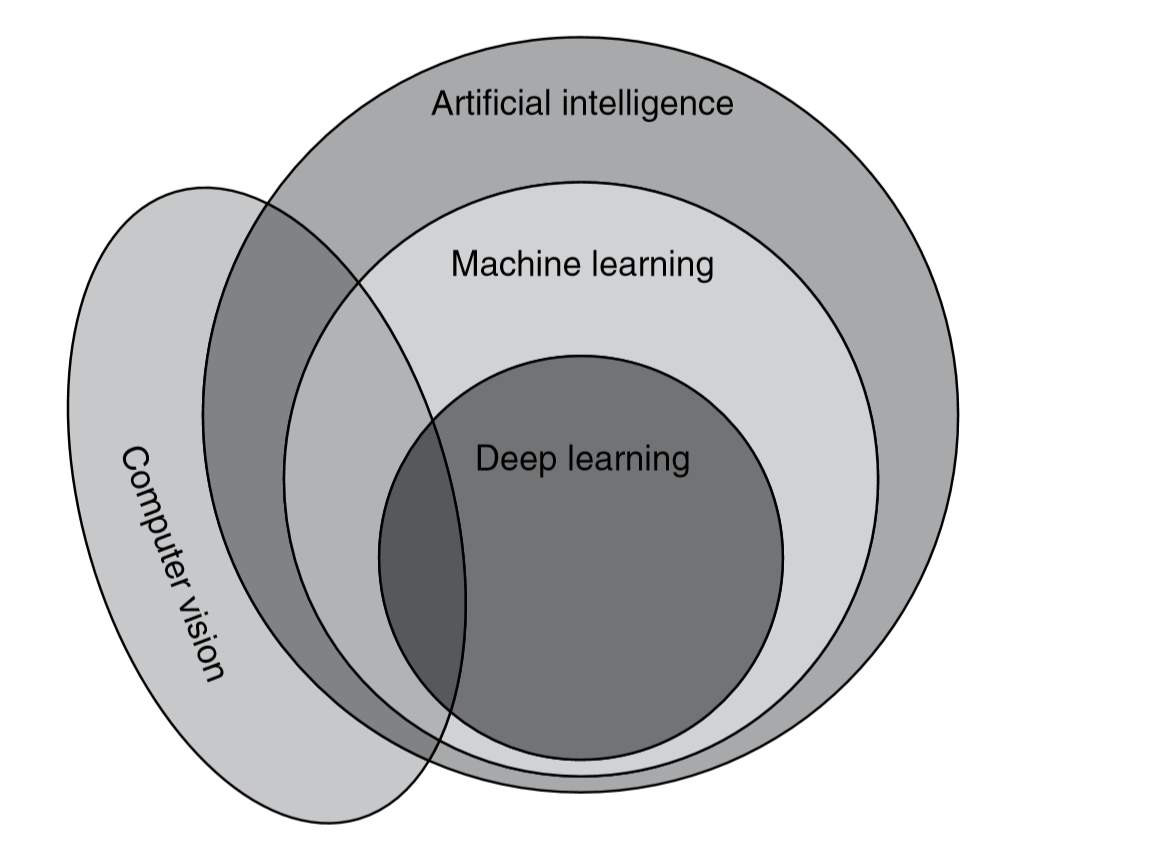 Artificial intelligence
Machine learning
Deep learning
Computer vision